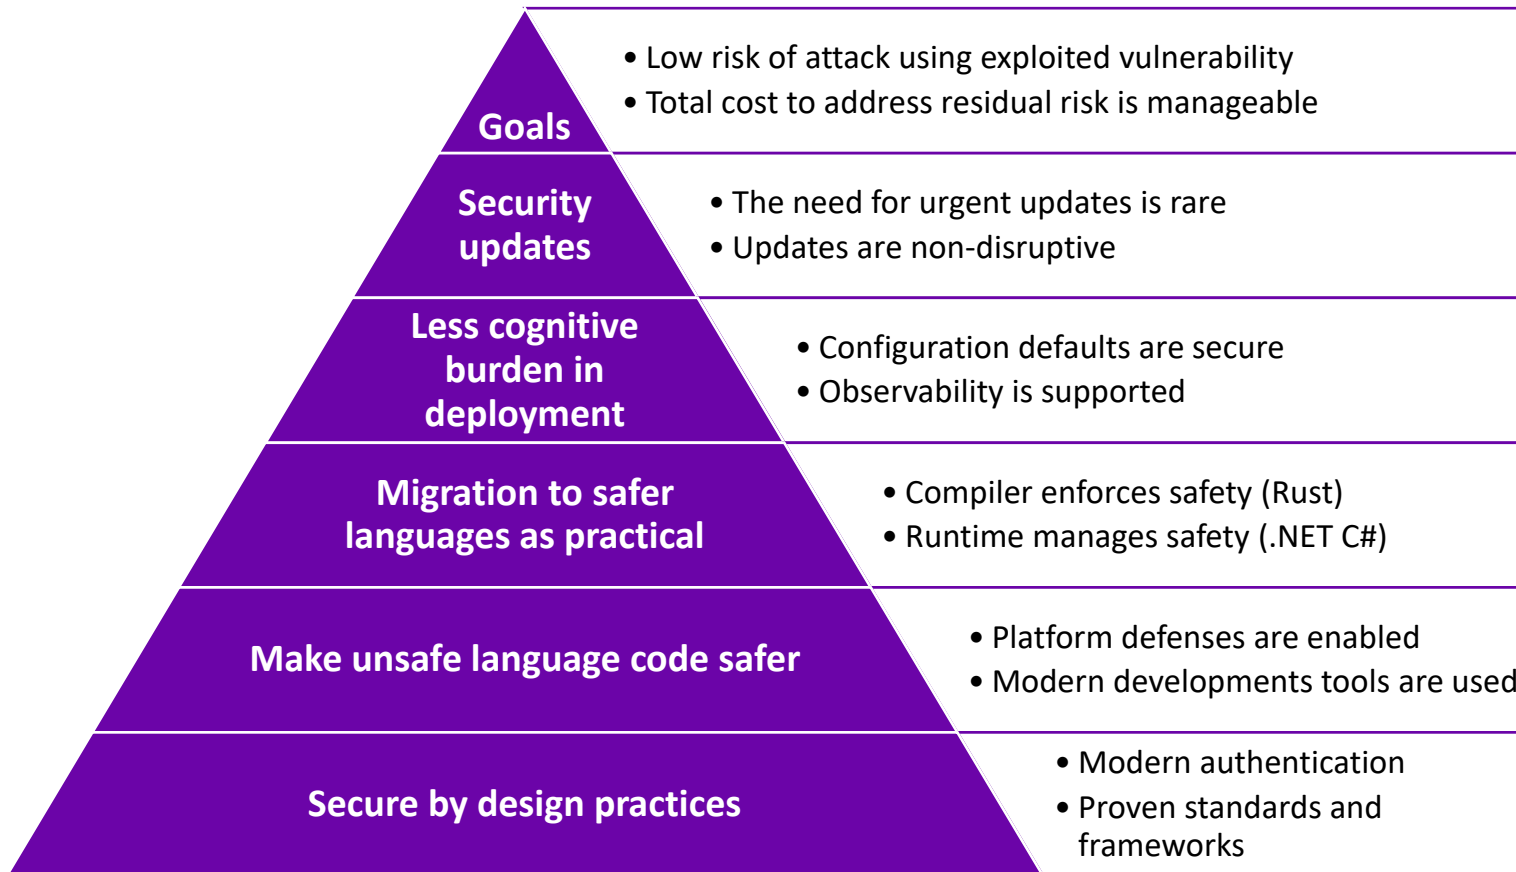 Goals
• Low risk of attack using exploited vulnerability
• Total cost to address residual risk is manageable
Security
updates
• The need for urgent updates is rare
• Updates are non-disruptive
Less cognitive
burden in
deployment
• Configuration defaults are secure
• Observability is supported
Migration to safer
languages as practical
• Compiler enforces safety (Rust)
• Runtime manages safety (.NET C#)
Make unsafe language code safer
• Platform defenses are enabled
• Modern developments tools are used
Secure by design practices
• Modern authentication
• Proven standards and
frameworks